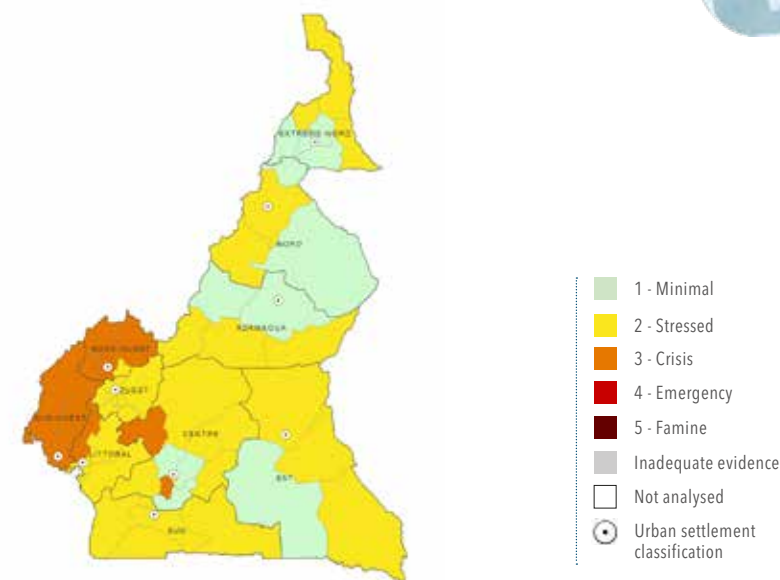 EXTREME-NORD
NORD
ADAMAOUA
NORD-OUEST
OUEST
SUD-OUEST
LITTORAL
CENTRE
EST
SUD
1 - Minimal
2 - Stressed
3 - Crisis
4 - Emergency
5 - Famine
Inadequate evidence
Not analysed
Urban settlement
classification